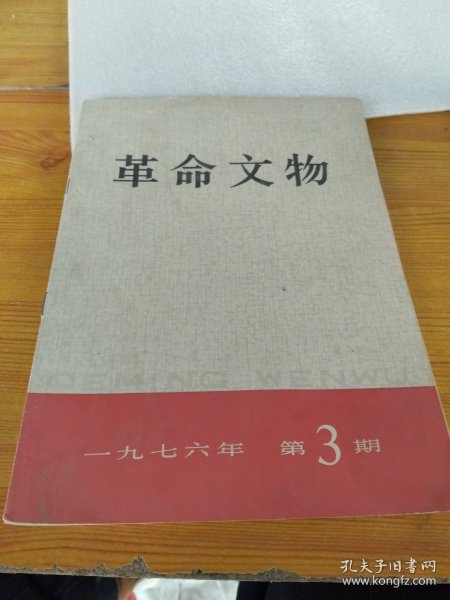 革命文物
GEMING WENWU
一九七六年 第3期
孔夫子旧书网
www.kongfz.com